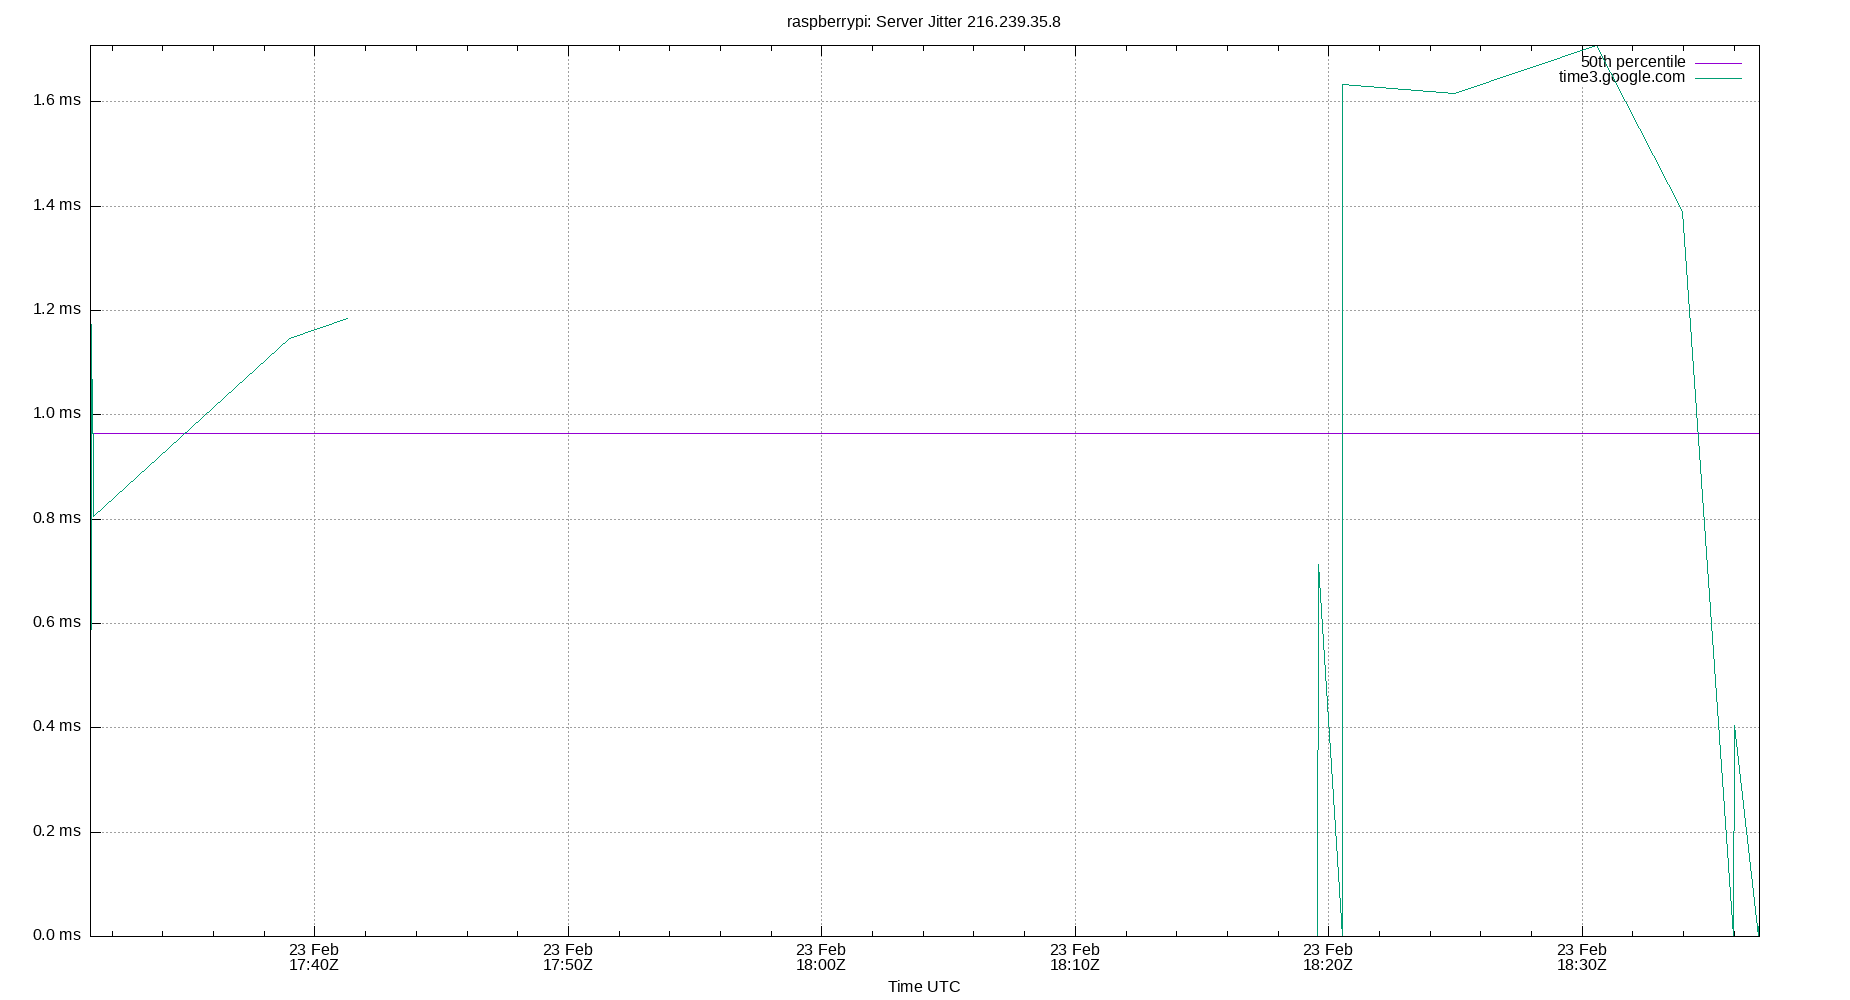 raspberrypi: Server Jitter 216.239.35.8
50th percentile
time3.google.com
1.6 ms
1.4 ms
1.2 ms
1.0 ms
0.8 ms
0.6 ms
0.4 ms
0.2 ms
0.0 ms
23 Feb
17:40Z
23 Feb
17:50Z
23 Feb
18:00Z
23 Feb
18:10Z
23 Feb
18:20Z
23 Feb
18:30Z
Time UTC